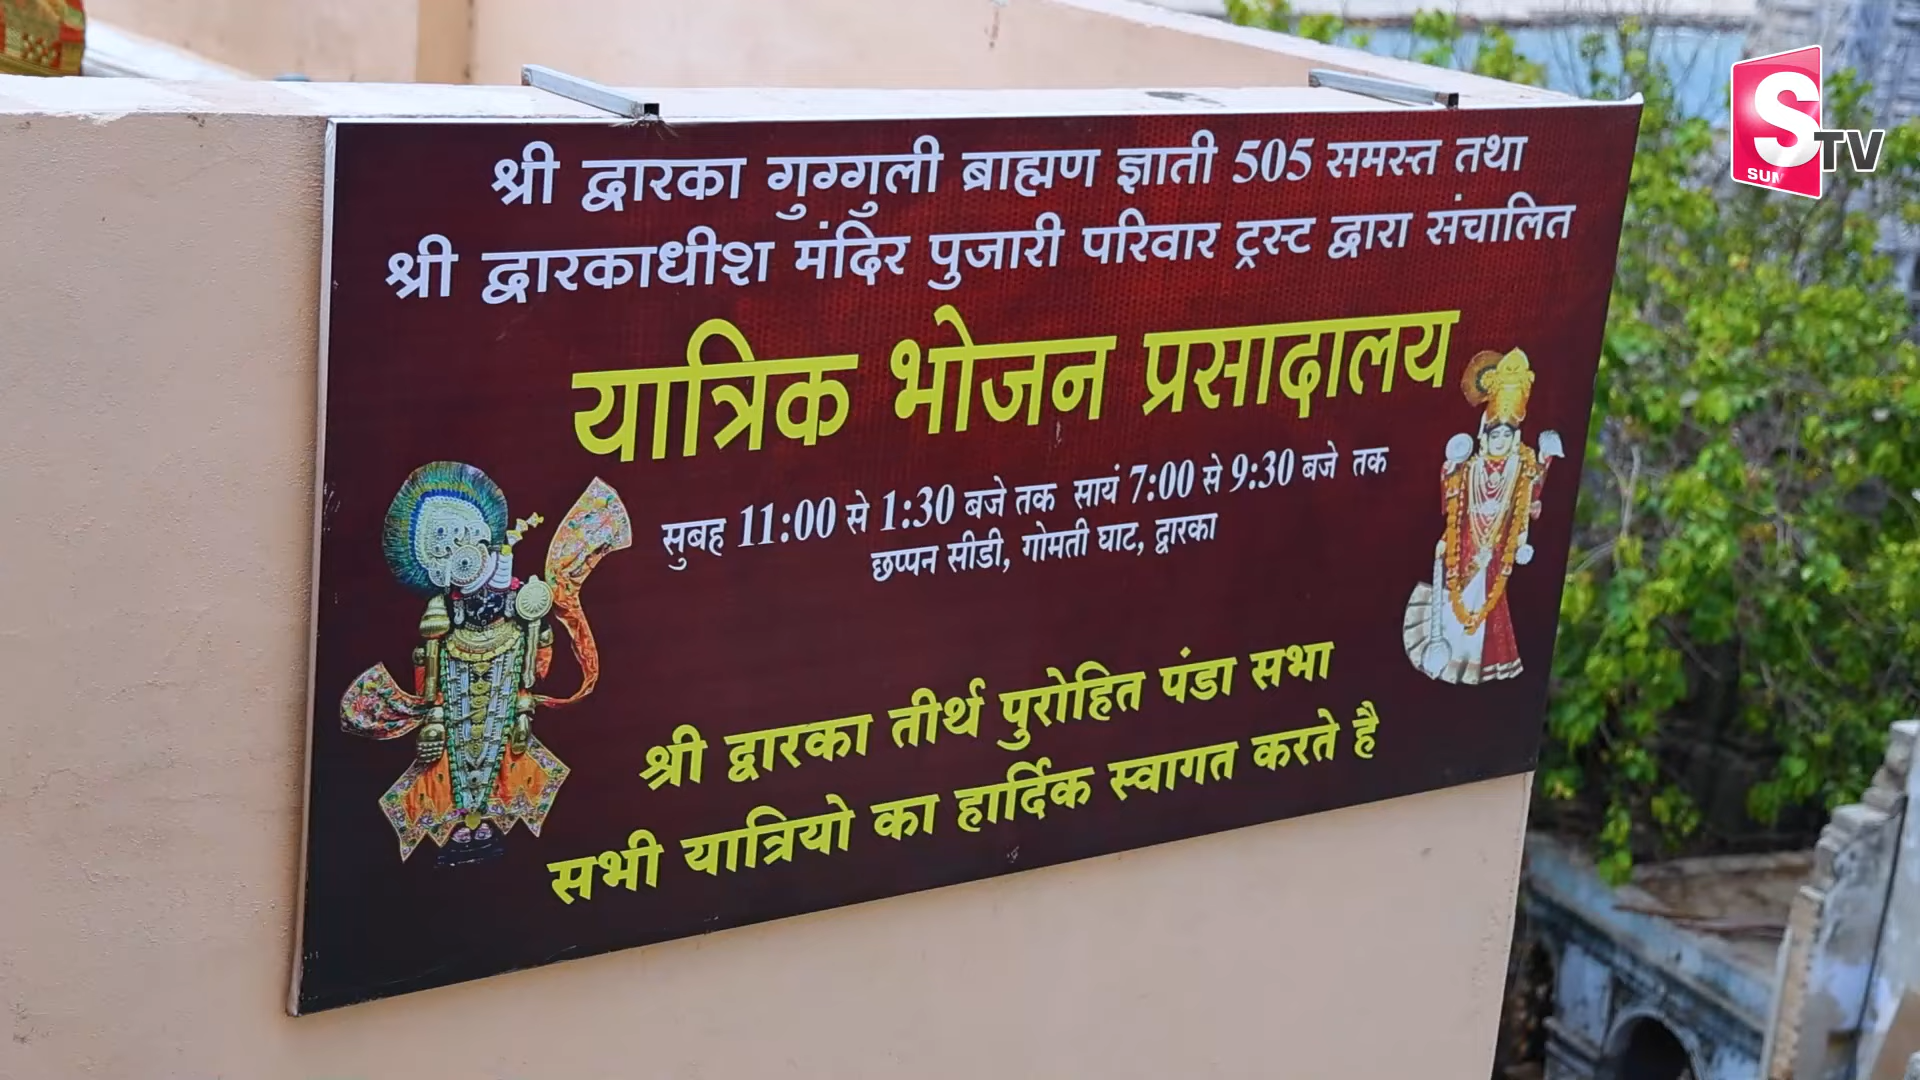 श्री द्वारका गुग्गुली ब्राह्मण ज्ञाती 505 समस्त तथा
श्री द्वारकाधीश मंदिर पुजारी परिवार ट्रस्ट द्वारा संचालित
यात्रिक भोजन प्रसादालय
सुबह 11:00 से 1:30 बजे तक सायं 7:00 से 9:30 बजे तक
छप्पन सीडी, गोमती घाट, द्वारका
श्री द्वारका तीर्थ पुरोहित पंडा सभा
सभी यात्रियो का हार्दिक स्वागत करते है
S TV
SUN